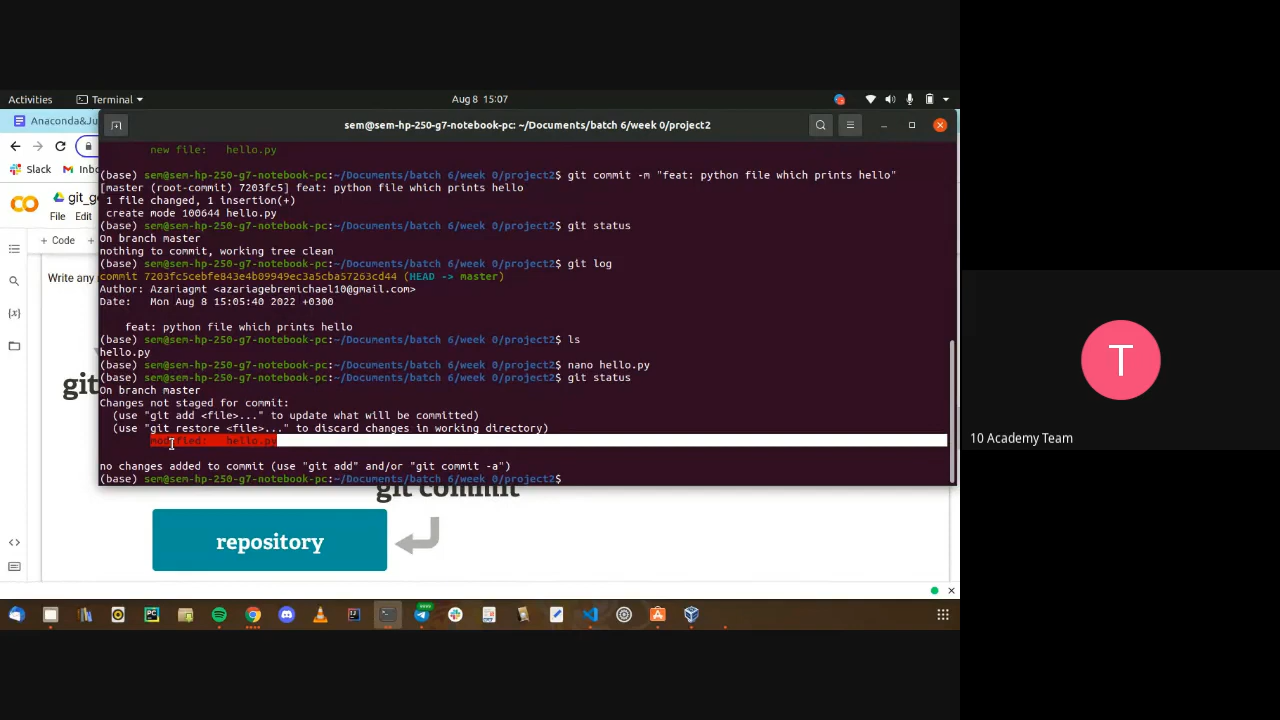 Activities
Terminal
Aug 8 15:07
Anaconda&Ju
sem@sem-hp-250-g7-notebook-pc: ~/Documents/batch 6/week 0/project2
Slack
File Edit
+ Code +
Write any
new file:   hello.py
(base) sem@sem-hp-250-g7-notebook-pc:~/Documents/batch 6/week 0/project2$ git commit -m "feat: python file which prints hello"
[master (root-commit) 7203fc5] feat: python file which prints hello
1 file changed, 1 insertion(+)
create mode 100644 hello.py
(base) sem@sem-hp-250-g7-notebook-pc:~/Documents/batch 6/week 0/project2$ git status
On branch master
nothing to commit, working tree clean
(base) sem@sem-hp-250-g7-notebook-pc:~/Documents/batch 6/week 0/project2$ git log
commit 7203fc5cebfe843e4b09949ec3a5cba57263cd44 (HEAD -> master)
Author: Azariagmt <azariagebremichael10@gmail.com>
Date:   Mon Aug 8 15:05:40 2022 +0300
feat: python file which prints hello
(base) sem@sem-hp-250-g7-notebook-pc:~/Documents/batch 6/week 0/project2$ ls
hello.py
(base) sem@sem-hp-250-g7-notebook-pc:~/Documents/batch 6/week 0/project2$ nano hello.py
(base) sem@sem-hp-250-g7-notebook-pc:~/Documents/batch 6/week 0/project2$ git status
On branch master
Changes not staged for commit:
(use "git add <file>..." to update what will be committed)
(use "git restore <file>..." to discard changes in working directory)
modified:   hello.py
no changes added to commit (use "git add" and/or "git commit -a")
(base) sem@sem-hp-250-g7-notebook-pc:~/Documents/batch 6/week 0/project2$
git commit
repository
T
10 Academy Team